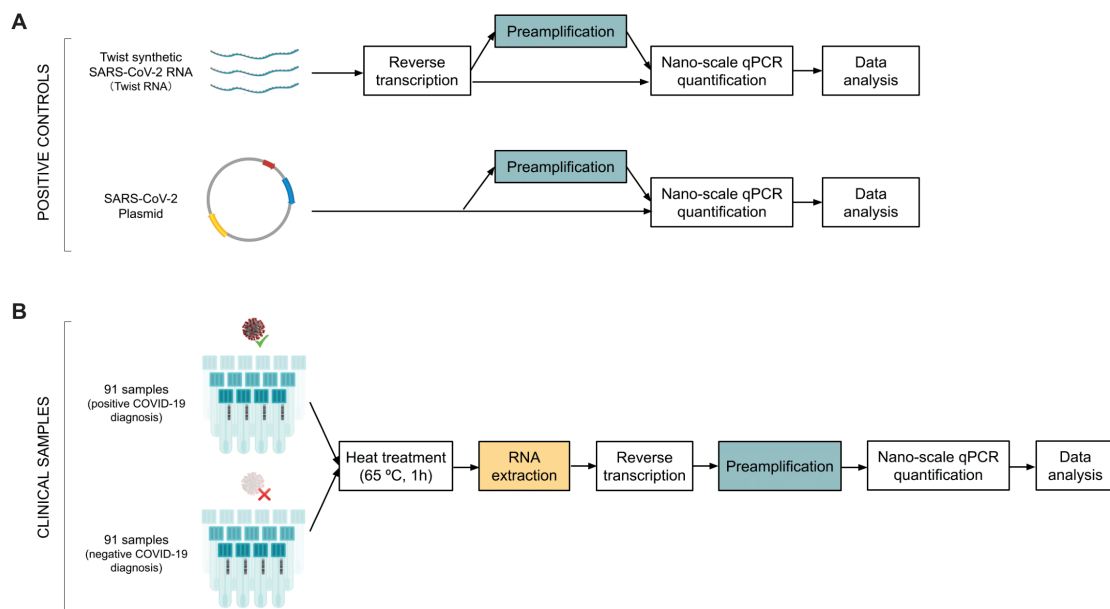 A
POSITIVE CONTROLS
Twist synthetic
SARS-CoV-2 RNA
(Twist RNA)
Reverse
transcription
Preamplification
Nano-scale qPCR
quantification
Data
analysis
SARS-CoV-2
Plasmid
Preamplification
Nano-scale qPCR
quantification
Data
analysis
B
CLINICAL SAMPLES
91 samples
(positive COVID-19
diagnosis)
91 samples
(negative COVID-19
diagnosis)
Heat treatment
(65 ºC, 1h)
RNA
extraction
Reverse
transcription
Preamplification
Nano-scale qPCR
quantification
Data
analysis